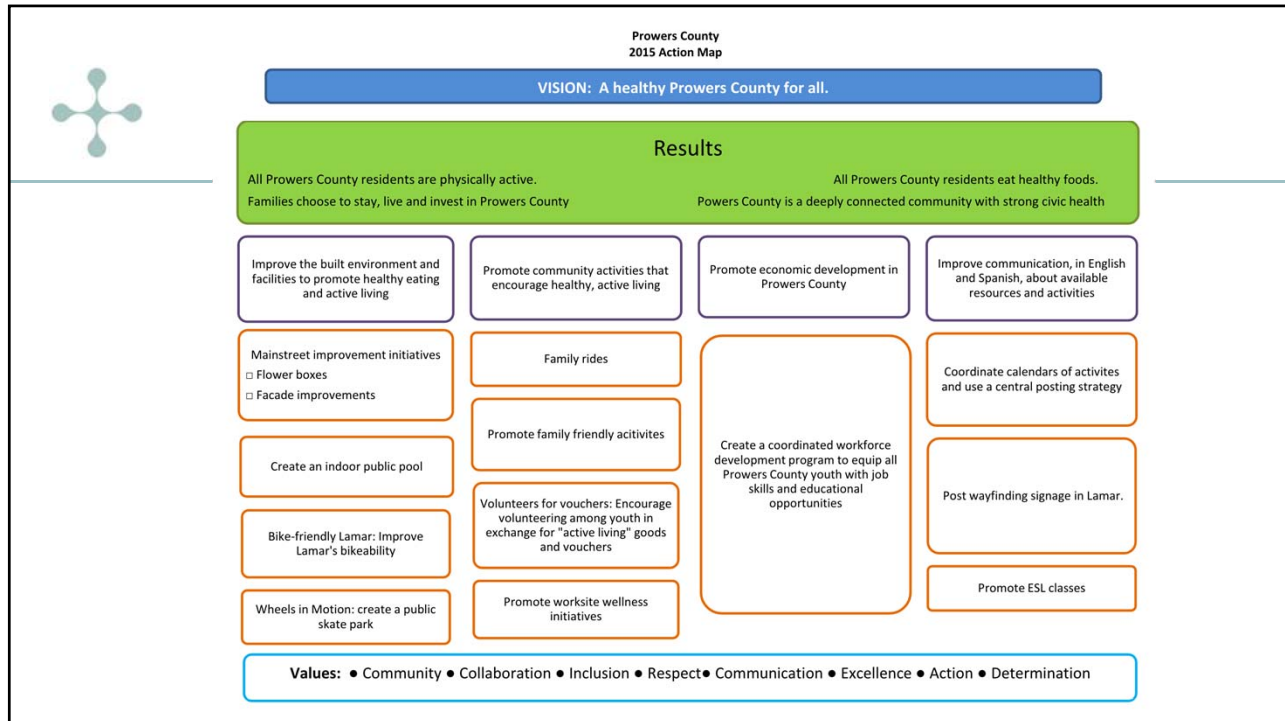 Prowers County
2015 Action Map
VISION: A healthy Prowers County for all.
Results
All Prowers County residents are physically active.
All Prowers County residents eat healthy foods.
Families choose to stay, live and invest in Prowers County
Powers County is a deeply connected community with strong civic health
Improve the built environment and
facilities to promote healthy eating
and active living
Promote community activities that
encourage healthy, active living
Promote economic development in
Prowers County
Improve communication, in English
and Spanish, about available
resources and activities
Mainstreet improvement initiatives
□ Flower boxes
□ Facade improvements
Create an indoor public pool
Bike-friendly Lamar: Improve
Lamar's bikeability
Wheels in Motion: create a public
skate park
Family rides
Promote family friendly acitivites
Volunteers for vouchers: Encourage
volunteering among youth in
exchange for "active living" goods
and vouchers
Promote worksite wellness
initiatives
Create a coordinated workforce
development program to equip all
Prowers County youth with job
skills and educational
opportunities
Coordinate calendars of activites
and use a central posting strategy
Post wayfinding signage in Lamar.
Promote ESL classes
Values: ● Community ● Collaboration ● Inclusion ● Respect● Communication ● Excellence ● Action ● Determination